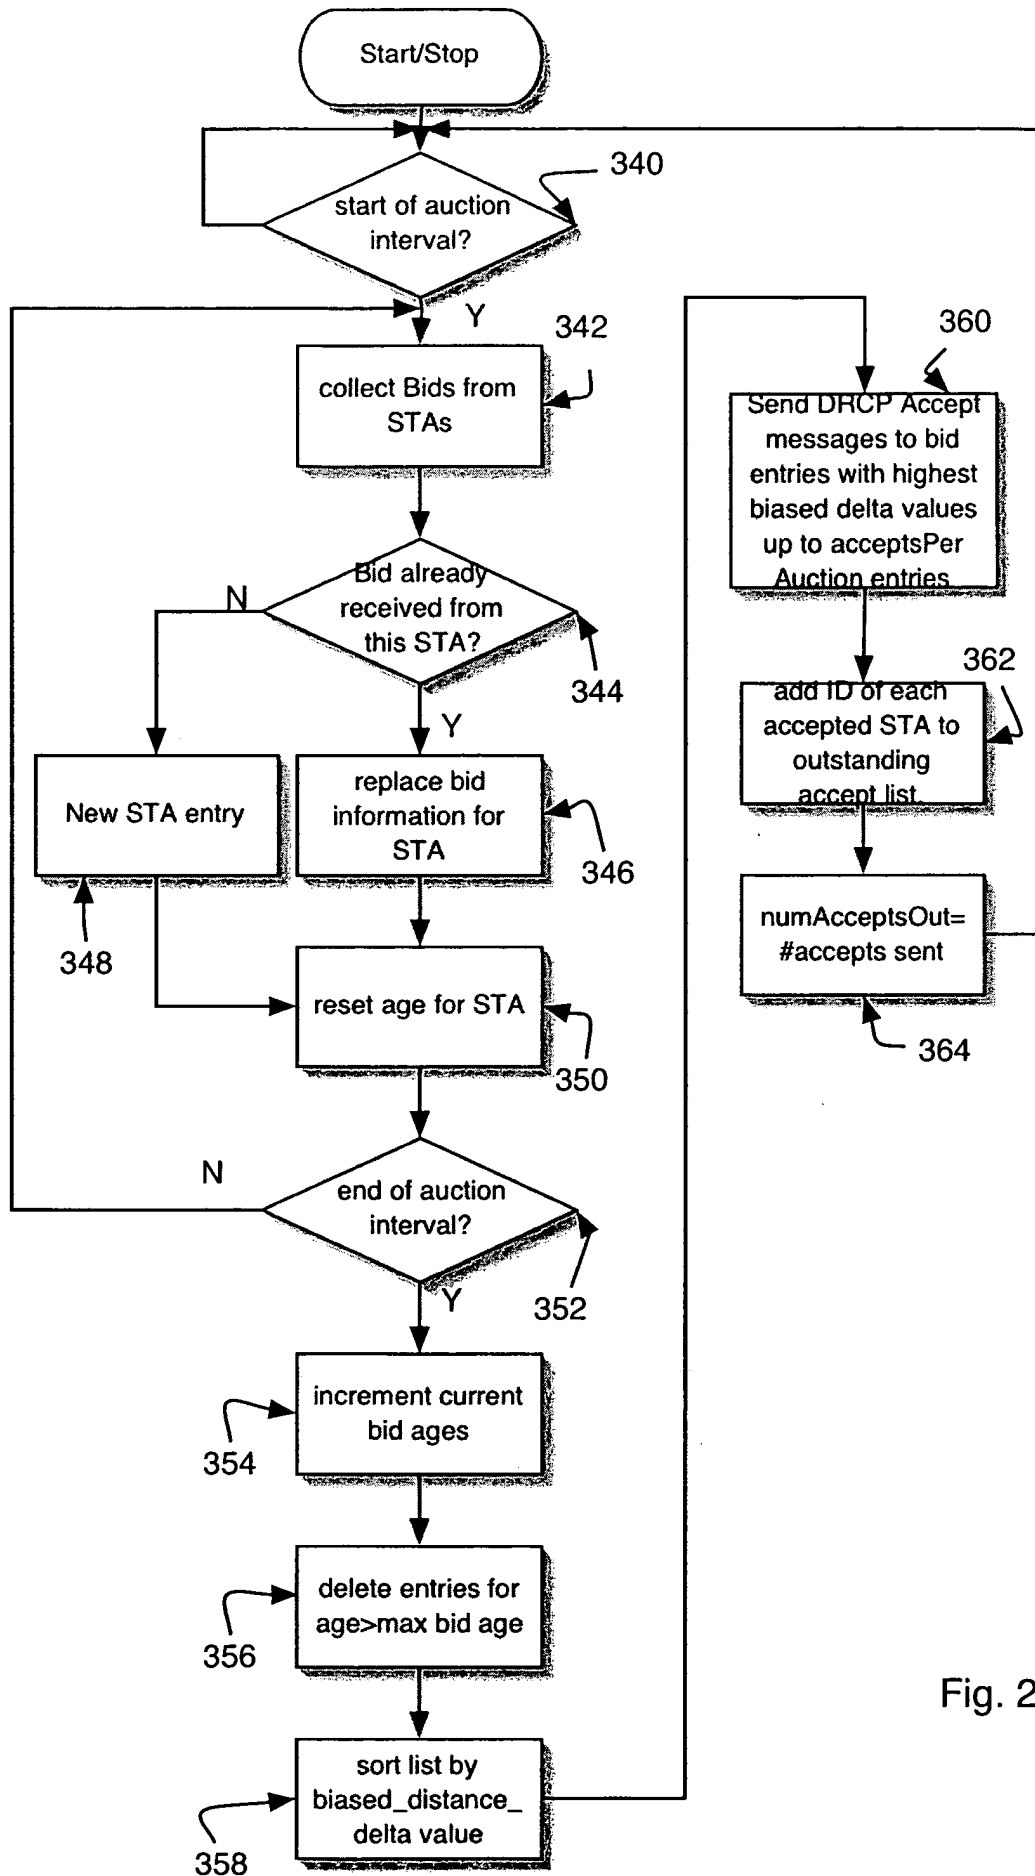 Start/Stop
start of auction
interval?
340
Y
collect Bids from
STAs
342
Bid already
received from
this STA?
N
344
Y
New STA entry
348
replace bid
information for
STA
346
reset age for STA
350
N
end of auction
interval?
352
Y
increment current
bid ages
354
delete entries for
age>max bid age
356
sort list by
biased_distance_
delta value
358
360
Send DRCP Accept
messages to bid
entries with highest
biased delta values
up to acceptsPer
Auction entries
362
add ID of each
accepted STA to
outstanding
accept list.
numAcceptsOut=
#accepts sent
364
Fig. 2